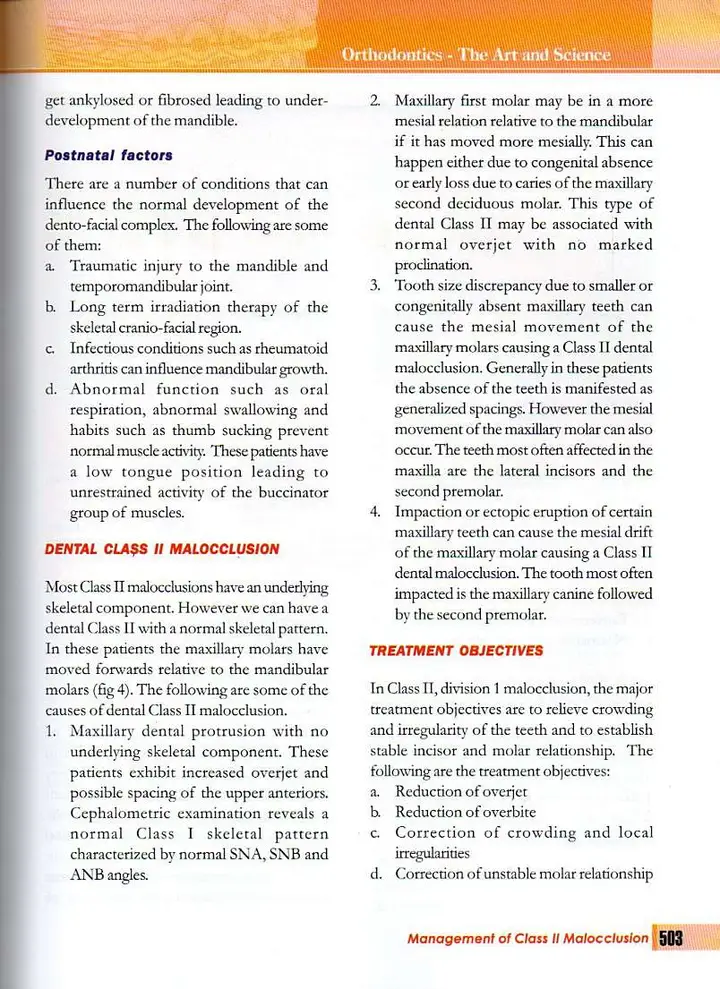 Orthodontics - The Art and Science
get ankylosed or fibrosed leading to under-
development of the mandible.
Postnatal factors
There are a number of conditions that can
influence the normal development of the
dento-facial complex. The following are some
of them:
a. Traumatic injury to the mandible and
temporomandibular joint.
b. Long term irradiation therapy of the
skeletal cranio-facial region.
c. Infectious conditions such as rheumatoid
arthritis can influence mandibular growth.
d. Abnormal function such as oral
respiration, abnormal swallowing and
habits such as thumb sucking prevent
normal muscle activity. These patients have
a low tongue position leading to
unrestrained activity of the buccinator
group of muscles.
DENTAL CLASS II MALOCCLUSION
Most Class II malocclusions have an underlying
skeletal component. However we can have a
dental Class II with a normal skeletal pattern.
In these patients the maxillary molars have
moved forwards relative to the mandibular
molars (fig 4). The following are some of the
causes of dental Class II malocclusion.
1. Maxillary dental protrusion with no
underlying skeletal component. These
patients exhibit increased overjet and
possible spacing of the upper anteriors.
Cephalometric examination reveals a
normal Class I skeletal pattern
characterized by normal SNA, SNB and
ANB angles.
2. Maxillary first molar may be in a more
mesial relation relative to the mandibular
if it has moved more mesially. This can
happen either due to congenital absence
or early loss due to caries of the maxillary
second deciduous molar. This type of
dental Class II may be associated with
normal overjet with no marked
proclination.
3. Tooth size discrepancy due to smaller or
congenitally absent maxillary teeth can
cause the mesial movement of the
maxillary molars causing a Class II dental
malocclusion. Generally in these patients
the absence of the teeth is manifested as
generalized spacings. However the mesial
movement of the maxillary molar can also
occur. The teeth most often affected in the
maxilla are the lateral incisors and the
second premolar.
4. Impaction or ectopic eruption of certain
maxillary teeth can cause the mesial drift
of the maxillary molar causing a Class II
dental malocclusion. The tooth most often
impacted is the maxillary canine followed
by the second premolar.
TREATMENT OBJECTIVES
In Class II, division 1 malocclusion, the major
treatment objectives are to relieve crowding
and irregularity of the teeth and to establish
stable incisor and molar relationship. The
following are the treatment objectives:
a. Reduction of overjet
b. Reduction of overbite
c. Correction of crowding and local
irregularities
d. Correction of unstable molar relationship
Management of Class II Malocclusion 503